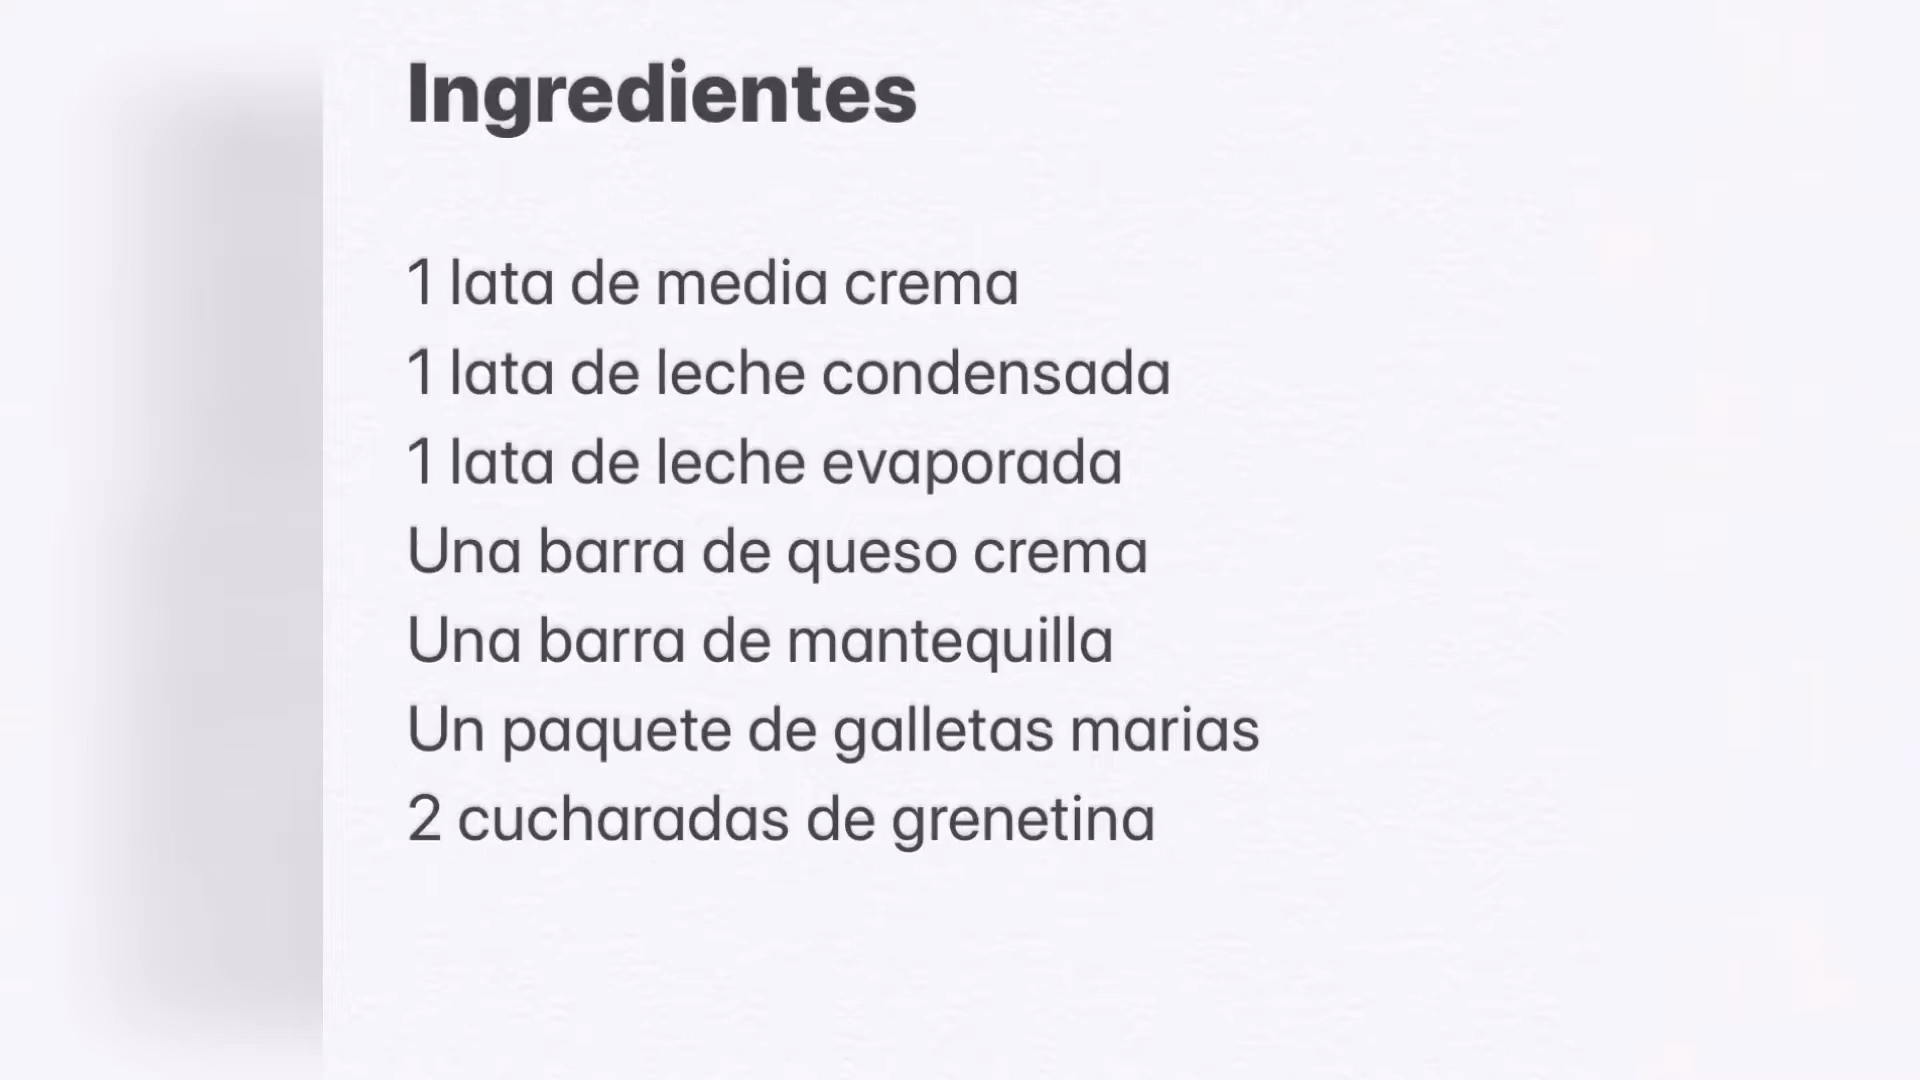 Ingredientes
1 lata de media crema
1 lata de leche condensada
1 lata de leche evaporada
Una barra de queso crema
Una barra de mantequilla
Un paquete de galletas marias
2 cucharadas de grenetina